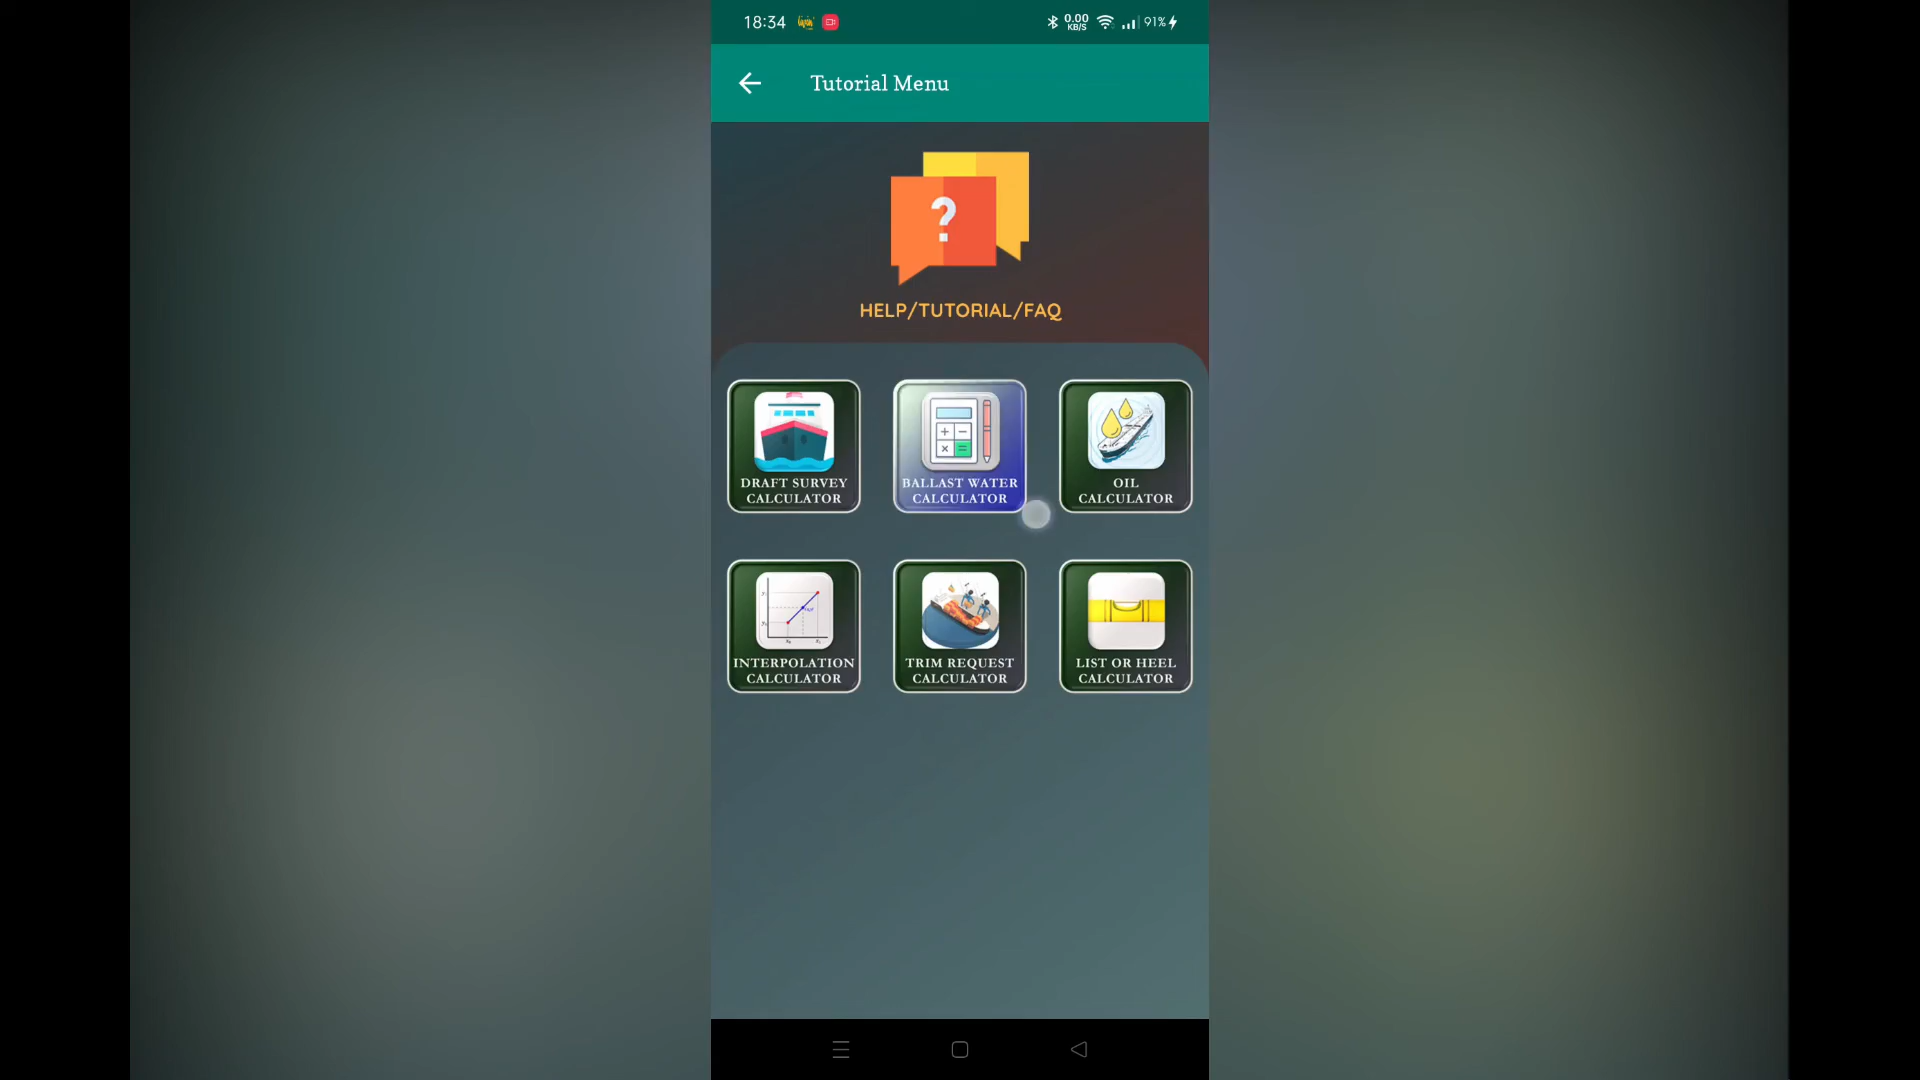 18:34
0.00
KB/S
91%
Tutorial Menu
?
HELP/TUTORIAL/FAQ
DRAFT SURVEY
CALCULATOR
BALLAST WATER
CALCULATOR
OIL
CALCULATOR
INTERPOLATION
CALCULATOR
TRIM REQUEST
CALCULATOR
LIST OR HEEL
CALCULATOR